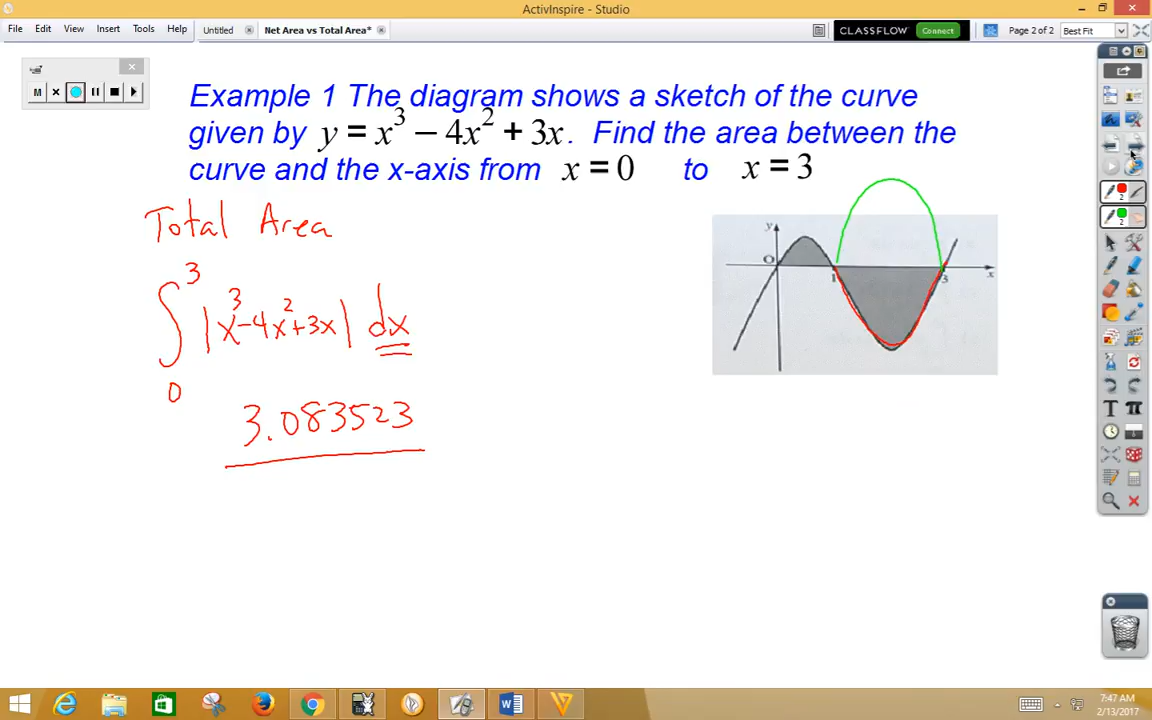 ActivInspire - Studio
File Edit View Insert Tools Help Untitled Net Area vs Total Area* CLASSFLOW Connect Page 2 of 2 Best Fit
M
Example 1 The diagram shows a sketch of the curve
given by y = x³ − 4x² + 3x. Find the area between the
curve and the x-axis from x = 0 to x = 3
Total Area
y
O 1 3 x
∫₀³ |x³-4x²+3x| dx
3.083523
2
2
7:47 AM
2/13/2017